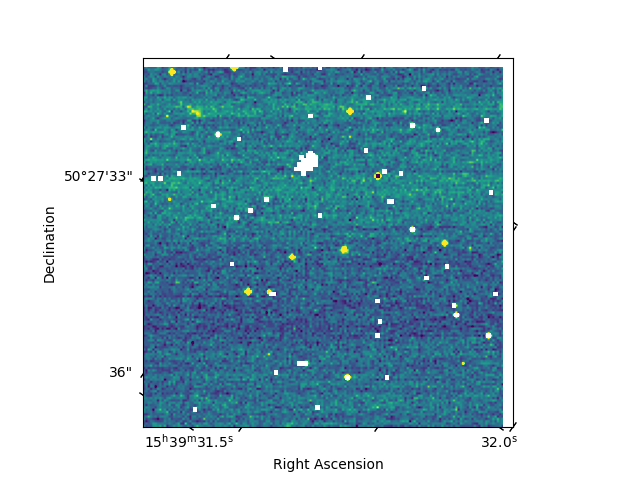 Declination
50°27'33"
36"
15ʰ39ᵐ31.5ˢ
32.0ˢ
Right Ascension